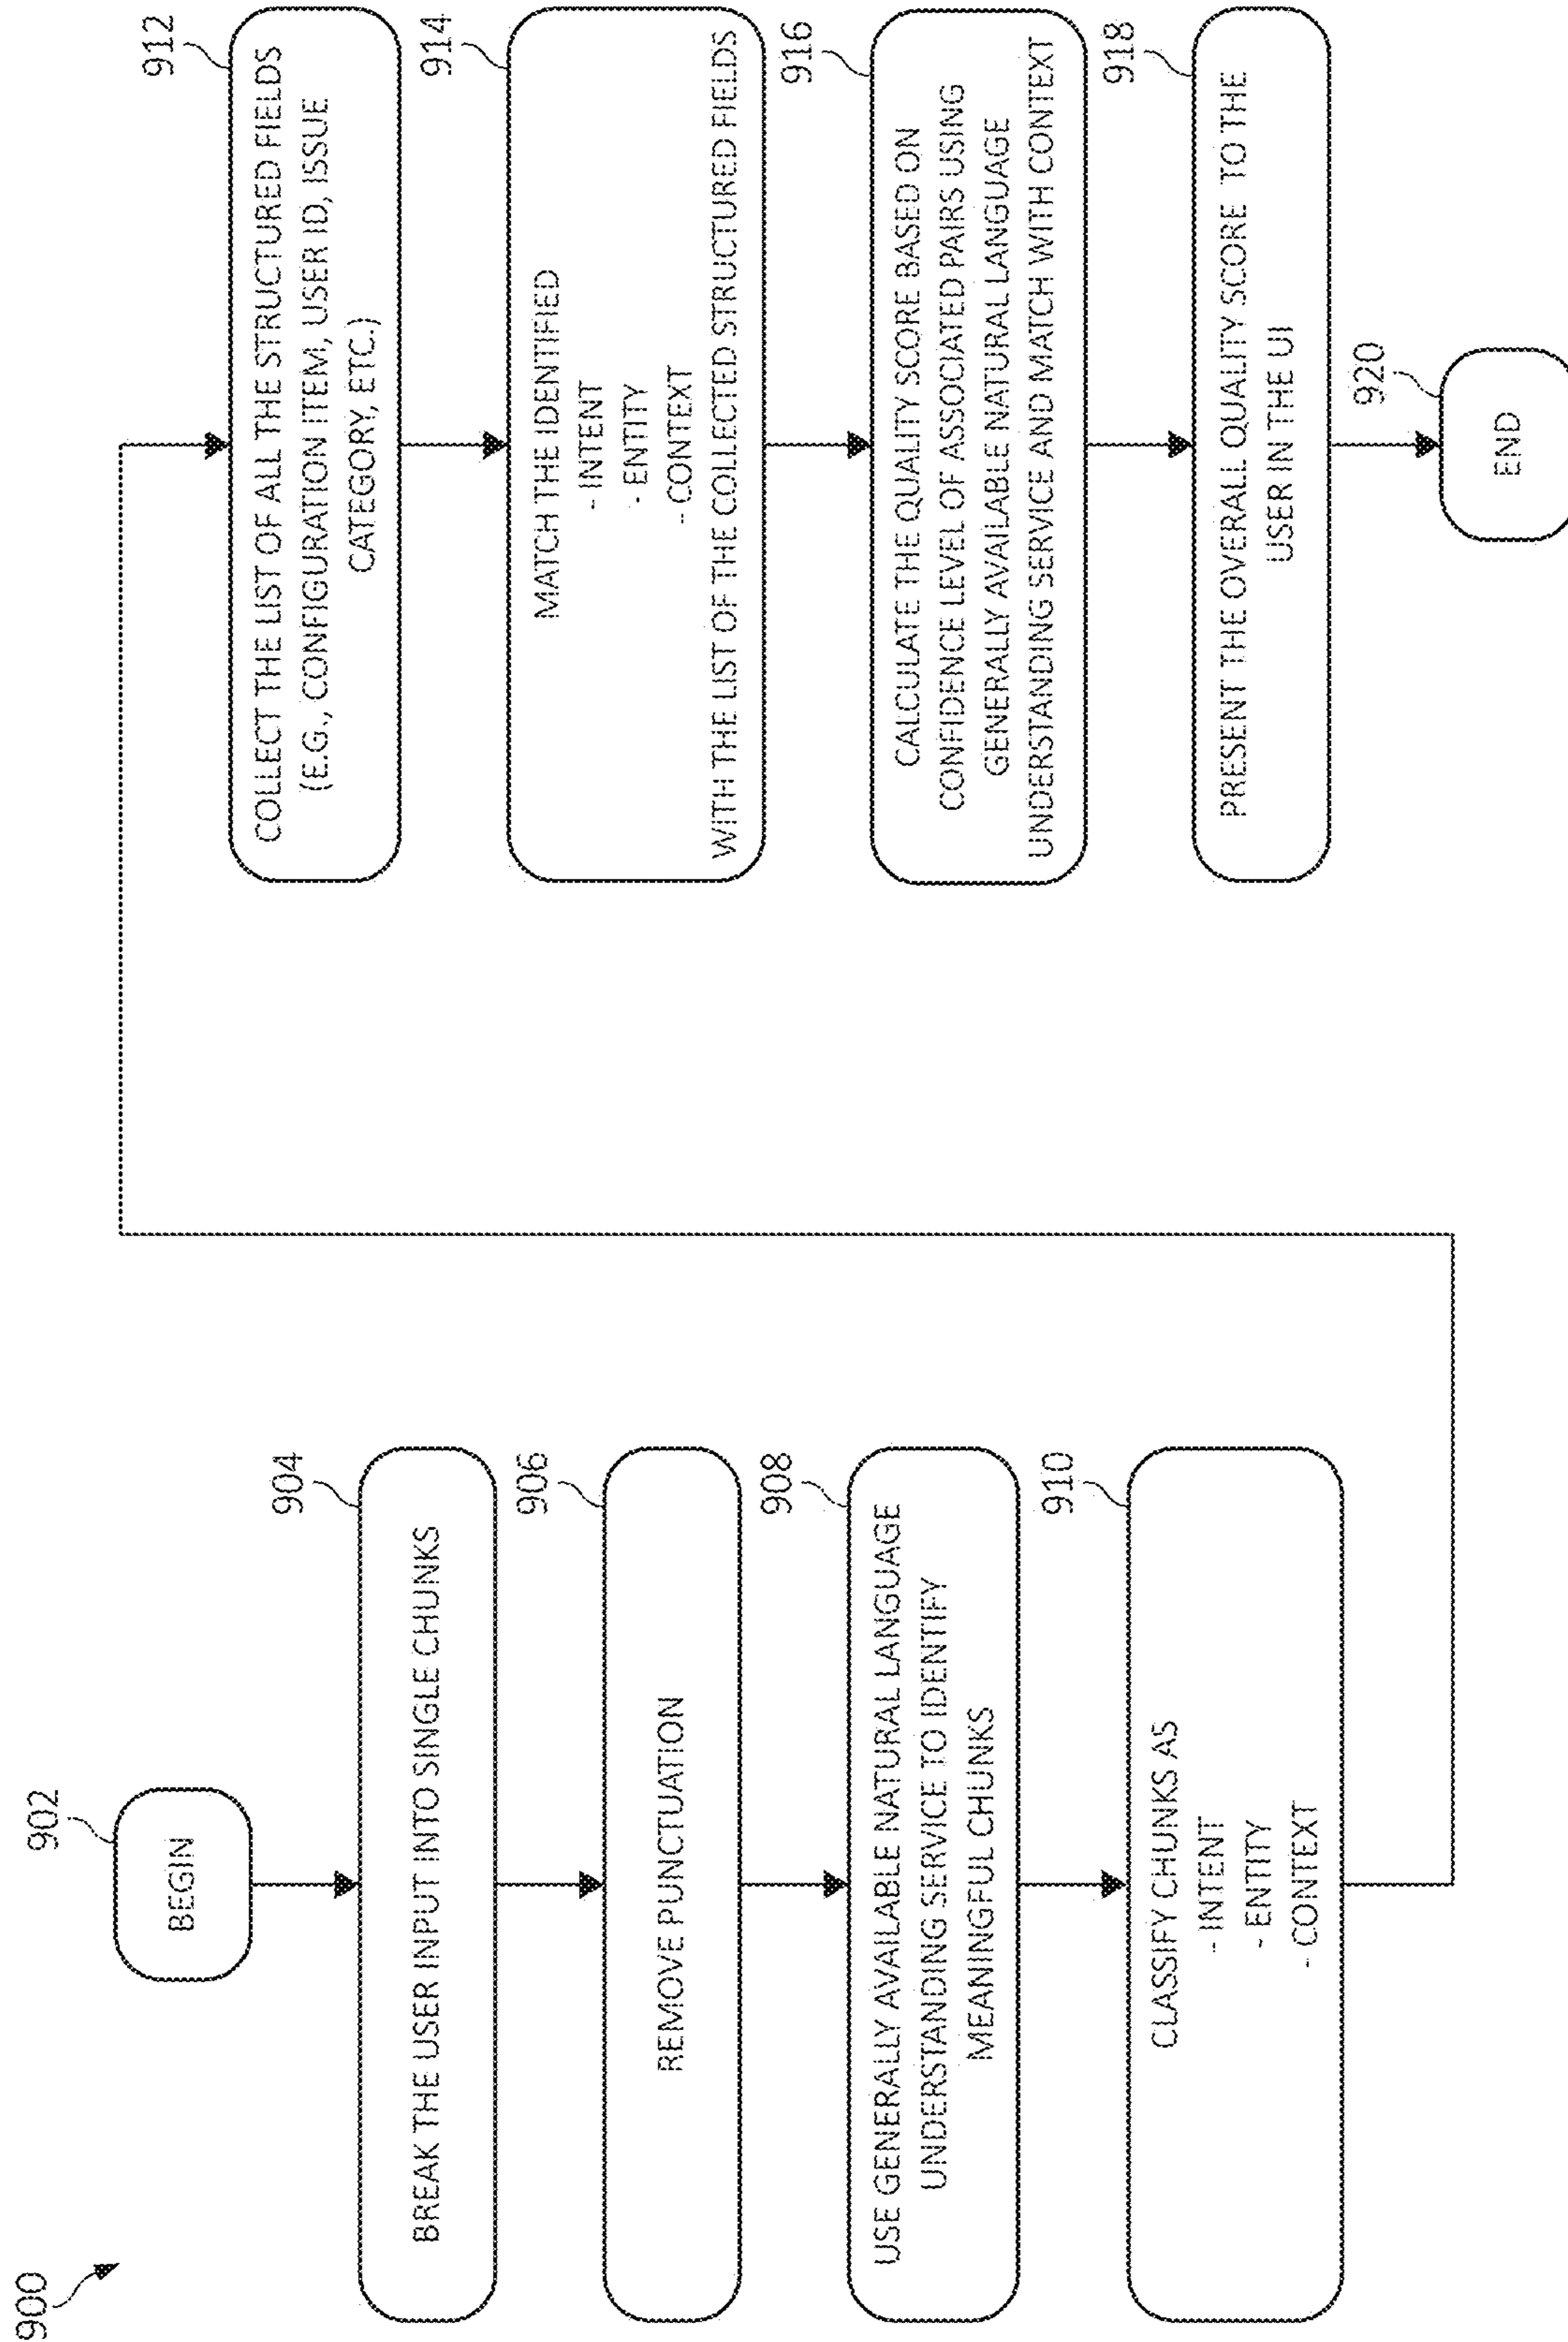 900
902
BEGIN
904
BREAK THE USER INPUT INTO SINGLE CHUNKS
906
REMOVE PUNCTUATION
908
USE GENERALLY AVAILABLE NATURAL LANGUAGE
UNDERSTANDING SERVICE TO IDENTIFY
MEANINGFUL CHUNKS
910
CLASSIFY CHUNKS AS
- INTENT
- ENTITY
- CONTEXT
912
COLLECT THE LIST OF ALL THE STRUCTURED FIELDS
(E.G., CONFIGURATION ITEM, USER ID, ISSUE
CATEGORY, ETC.)
914
MATCH THE IDENTIFIED
- INTENT
- ENTITY
- CONTEXT
WITH THE LIST OF THE COLLECTED STRUCTURED FIELDS
916
CALCULATE THE QUALITY SCORE BASED ON
CONFIDENCE LEVEL OF ASSOCIATED PAIRS USING
GENERALLY AVAILABLE NATURAL LANGUAGE
UNDERSTANDING SERVICE AND MATCH WITH CONTEXT
918
PRESENT THE OVERALL QUALITY SCORE TO THE
USER IN THE UI
920
END